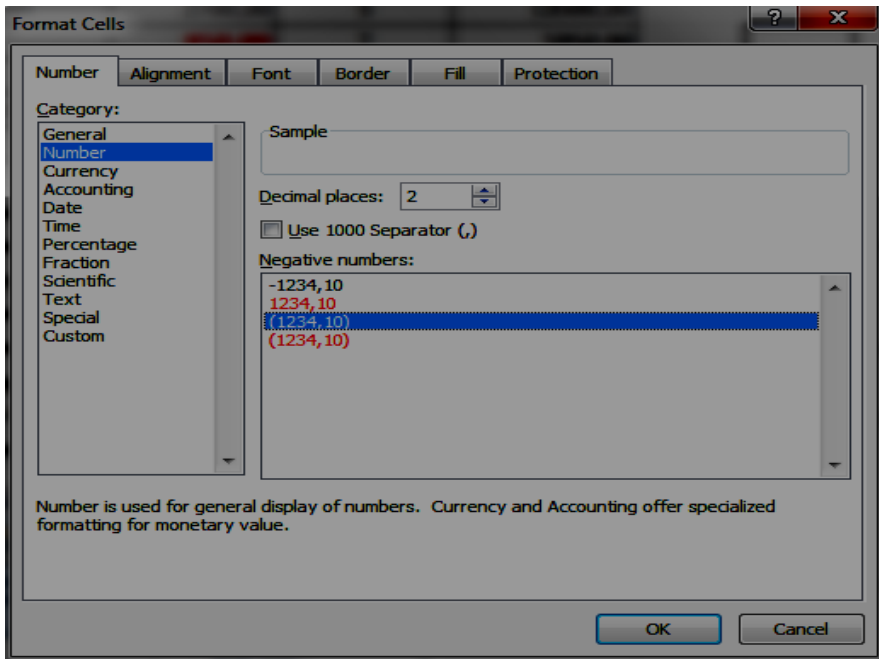 Format Cells
Number Alignment Font Border Fill Protection
Category:
General
Number
Currency
Accounting
Date
Time
Percentage
Fraction
Scientific
Text
Special
Custom
Sample
Decimal places: 2
Use 1000 Separator (,)
Negative numbers:
-1234,10
1234,10
(1234,10)
(1234,10)
Number is used for general display of numbers. Currency and Accounting offer specialized
formatting for monetary value.
OK Cancel